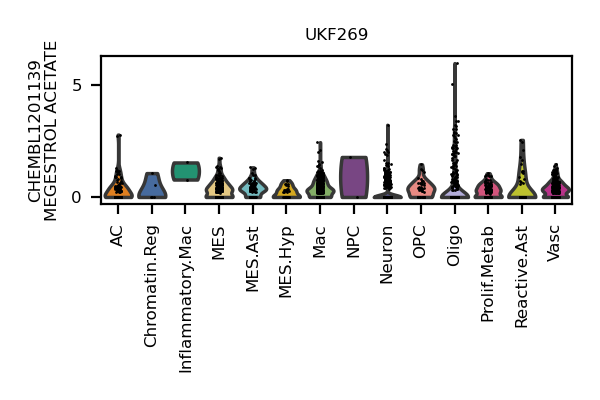 UKF269
CHEMBL1201139
MEGESTROL ACETATE
5
0
AC
Chromatin.Reg
Inflammatory.Mac
MES
MES.Ast
MES.Hyp
Mac
NPC
Neuron
OPC
Oligo
Prolif.Metab
Reactive.Ast
Vasc